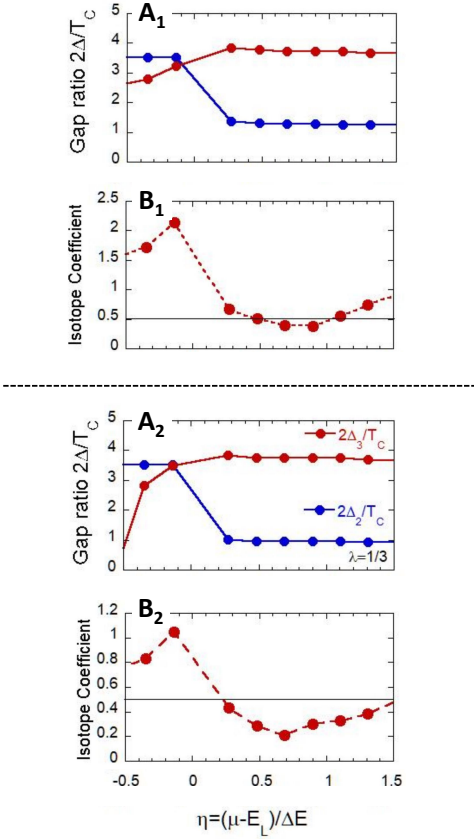 A1
Gap ratio 2Δ/TC
5
4
3
2
1
0
B1
Isotope Coefficient
2.5
2
1.5
1
0.5
0
A2
Gap ratio 2Δ/TC
5
4
3
2
1
0
2Δ3/TC
2Δ2/TC
λ=1/3
B2
Isotope Coefficient
1.2
1
0.8
0.6
0.4
0.2
0
-0.5 0 0.5 1 1.5
η=(μ-EL)/ΔE